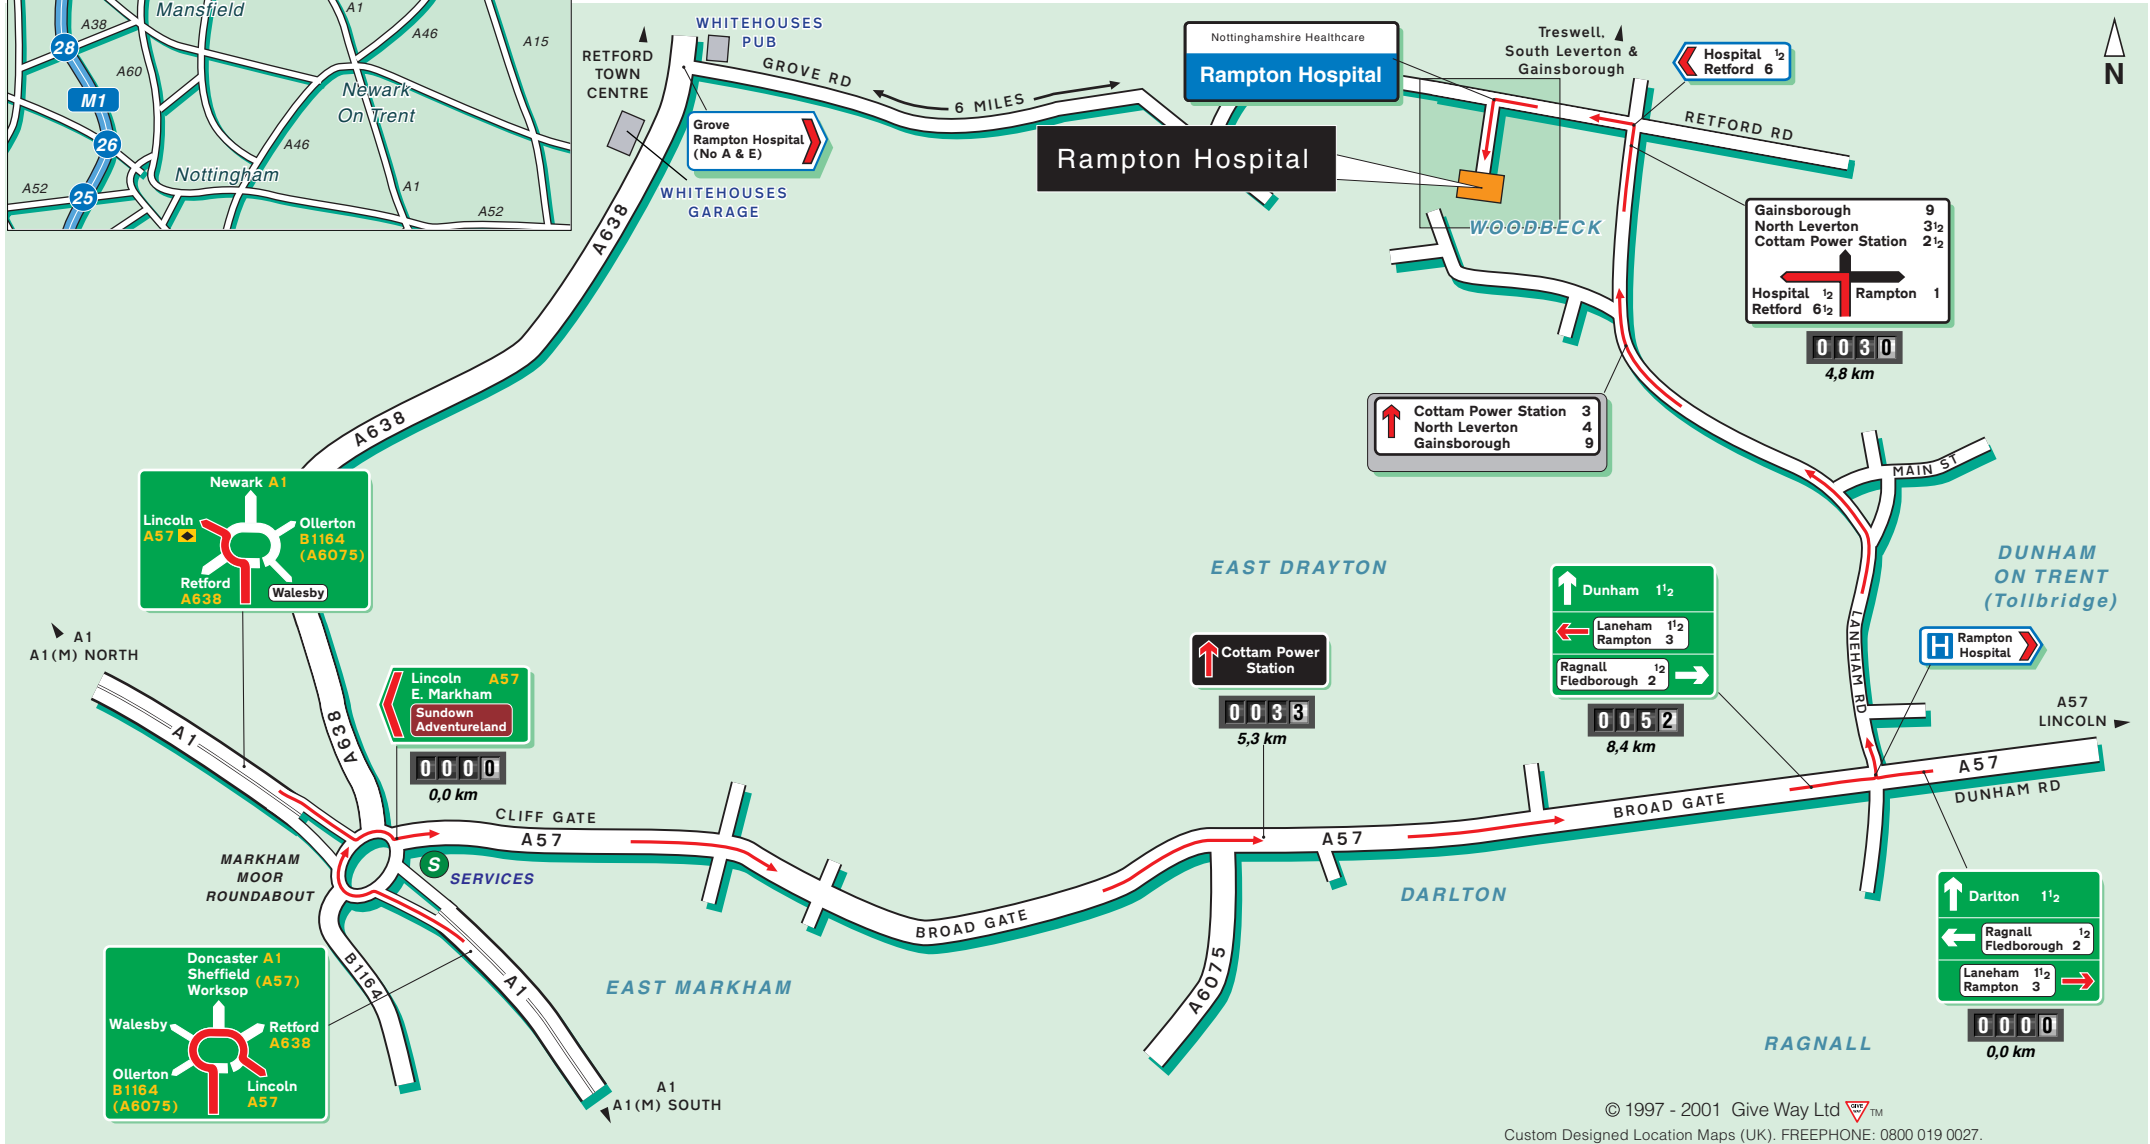 Mansfield
A38
A1
A46
A15
28
A60
M1
Newark
On Trent
26
A46
Nottingham
A52
25
A1
A52
RETFORD
TOWN
CENTRE
WHITEHOUSES
PUB
GROVE RD
6 MILES
Grove
Rampton Hospital
(No A & E)
WHITEHOUSES
GARAGE
A638
Nottinghamshire Healthcare
Rampton Hospital
Rampton Hospital
Treswell,
South Leverton &
Gainsborough
Hospital ½
Retford 6
N
RETFORD RD
WOODBECK
Gainsborough 9
North Leverton 3½
Cottam Power Station 2½
Hospital ½
Retford 6½
Rampton 1
0030
4,8 km
Cottam Power Station 3
North Leverton 4
Gainsborough 9
A638
MAIN ST
Newark A1
Lincoln
A57
Ollerton
B1164
(A6075)
Retford
A638
Walesby
EAST DRAYTON
DUNHAM
ON TRENT
(Tollbridge)
Dunham 1½
Laneham 1½
Rampton 3
Ragnall ½
Fledborough 2
0052
8,4 km
LANEHAM RD
H
Rampton
Hospital
A57
LINCOLN
A1
A1(M) NORTH
A1
A638
Lincoln A57
E. Markham
Sundown
Adventureland
0000
0,0 km
Cottam Power
Station
0033
5,3 km
CLIFF GATE
A57
A57
BROAD GATE
A57
DUNHAM RD
MARKHAM
MOOR
ROUNDABOUT
S
SERVICES
BROAD GATE
DARLTON
Darlton 1½
Ragnall ½
Fledborough 2
Laneham 1½
Rampton 3
0000
0,0 km
B1164
A1
EAST MARKHAM
A6075
RAGNALL
Doncaster A1
Sheffield (A57)
Worksop
Walesby
Retford
A638
Ollerton
B1164
(A6075)
Lincoln
A57
A1
A1(M) SOUTH
© 1997 - 2001 Give Way Ltd GIVE WAY TM
Custom Designed Location Maps (UK). FREEPHONE: 0800 019 0027.